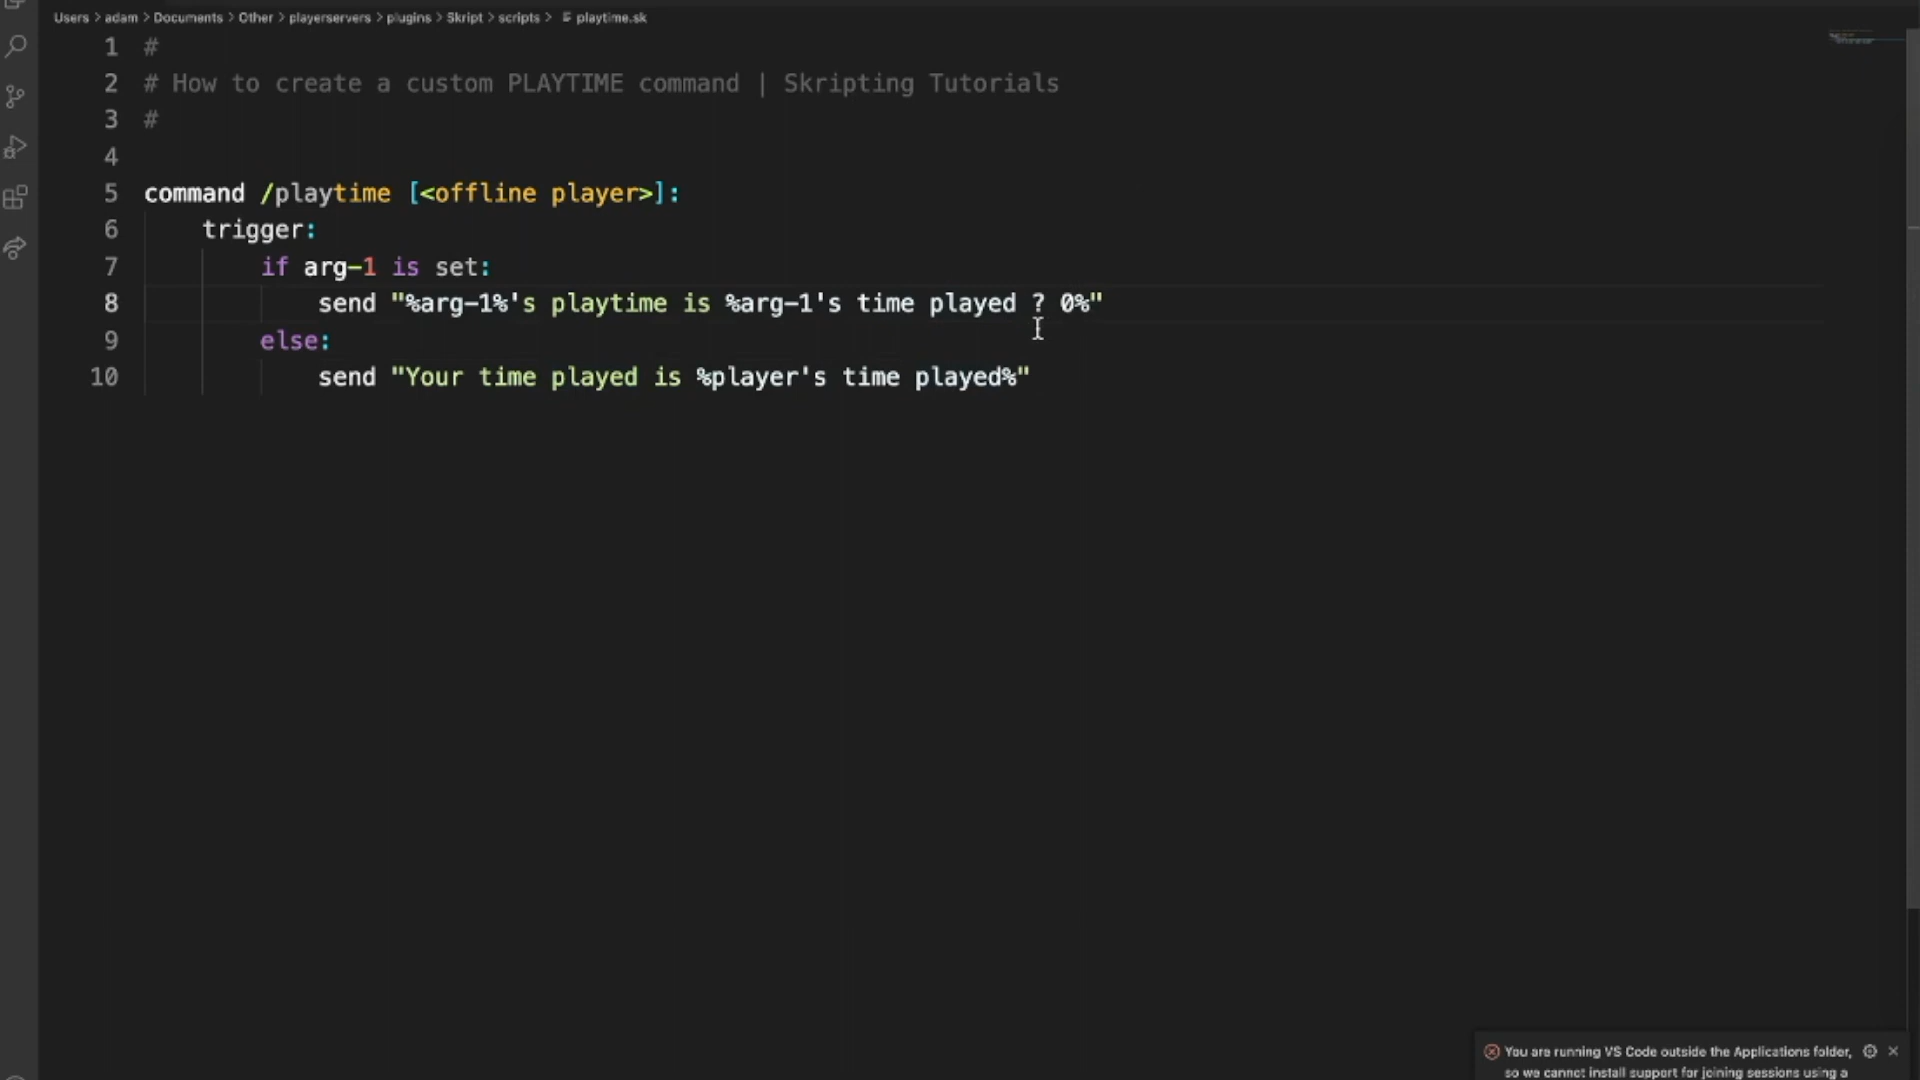 Users > adam > Documents > Other > playerservers > plugins > Skript > scripts > playtime.sk
1 #
2 # How to create a custom PLAYTIME command | Skripting Tutorials
3 #
4
5 command /playtime [<offline player>]:
6 trigger:
7 if arg-1 is set:
8 send "%arg-1%'s playtime is %arg-1's time played ? 0%"
9 else:
10 send "Your time played is %player's time played%"
You are running VS Code outside the Applications folder,
so we cannot install support for joining sessions using a